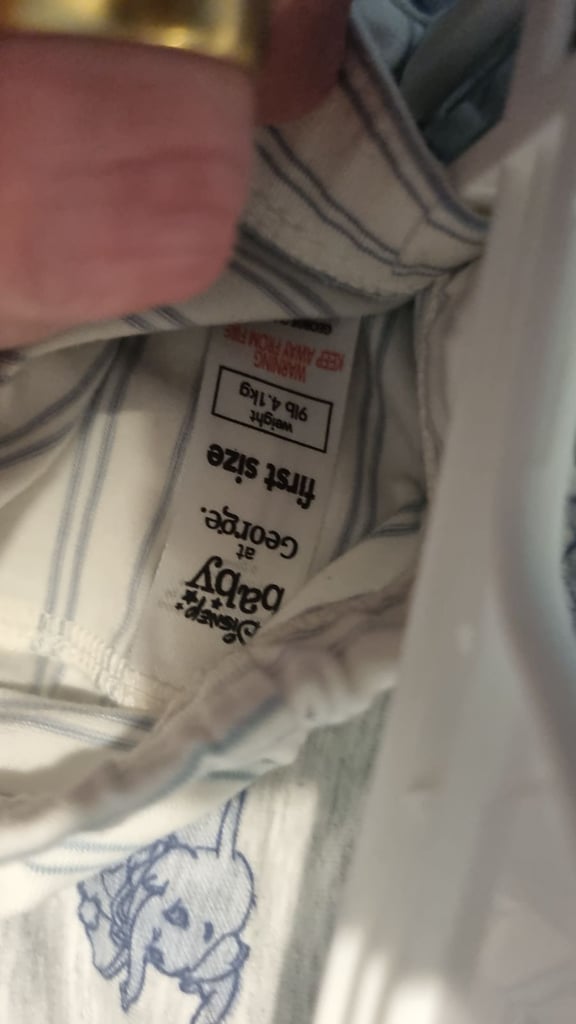 Disney
baby
at
George.
first size
weight
9lb 4.1kg
WARNING
KEEP AWAY FROM FIRE